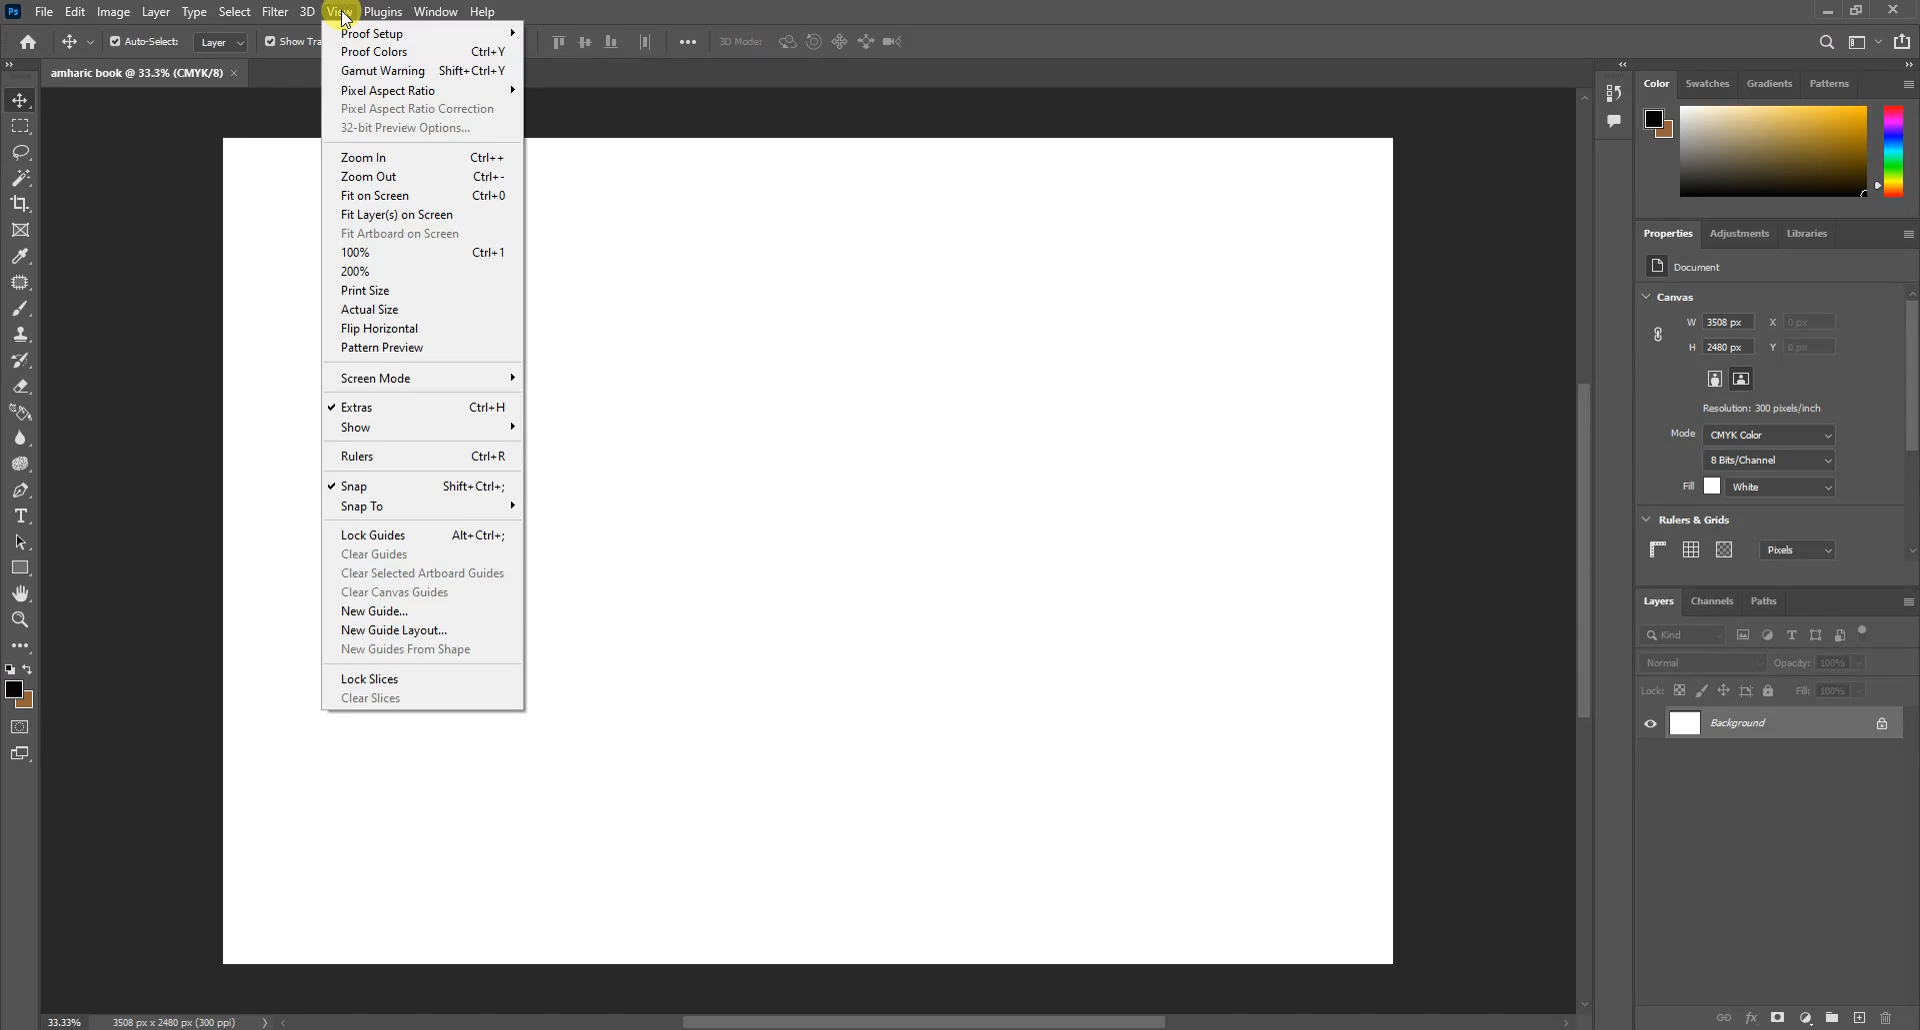 Ps File Edit Image Layer Type Select Filter 3D View Plugins Window Help
Auto-Select: Layer Show Tra 3D Mode:
amharic book @ 33.3% (CMYK/8) ×
Proof Setup
Proof Colors Ctrl+Y
Gamut Warning Shift+Ctrl+Y
Pixel Aspect Ratio
Pixel Aspect Ratio Correction
32-bit Preview Options...
Zoom In Ctrl++
Zoom Out Ctrl+-
Fit on Screen Ctrl+0
Fit Layer(s) on Screen
Fit Artboard on Screen
100% Ctrl+1
200%
Print Size
Actual Size
Flip Horizontal
Pattern Preview
Screen Mode
Extras Ctrl+H
Show
Rulers Ctrl+R
Snap Shift+Ctrl+;
Snap To
Lock Guides Alt+Ctrl+;
Clear Guides
Clear Selected Artboard Guides
Clear Canvas Guides
New Guide...
New Guide Layout...
New Guides From Shape
Lock Slices
Clear Slices
Color Swatches Gradients Patterns
Properties Adjustments Libraries
Document
Canvas
W 3508 px X 0 px
H 2480 px Y 0 px
Resolution: 300 pixels/inch
Mode CMYK Color
8 Bits/Channel
Fill White
Rulers & Grids
Pixels
Layers Channels Paths
Kind
Normal Opacity: 100%
Lock: Fill: 100%
Background
33.33% 3508 px x 2480 px (300 ppi)